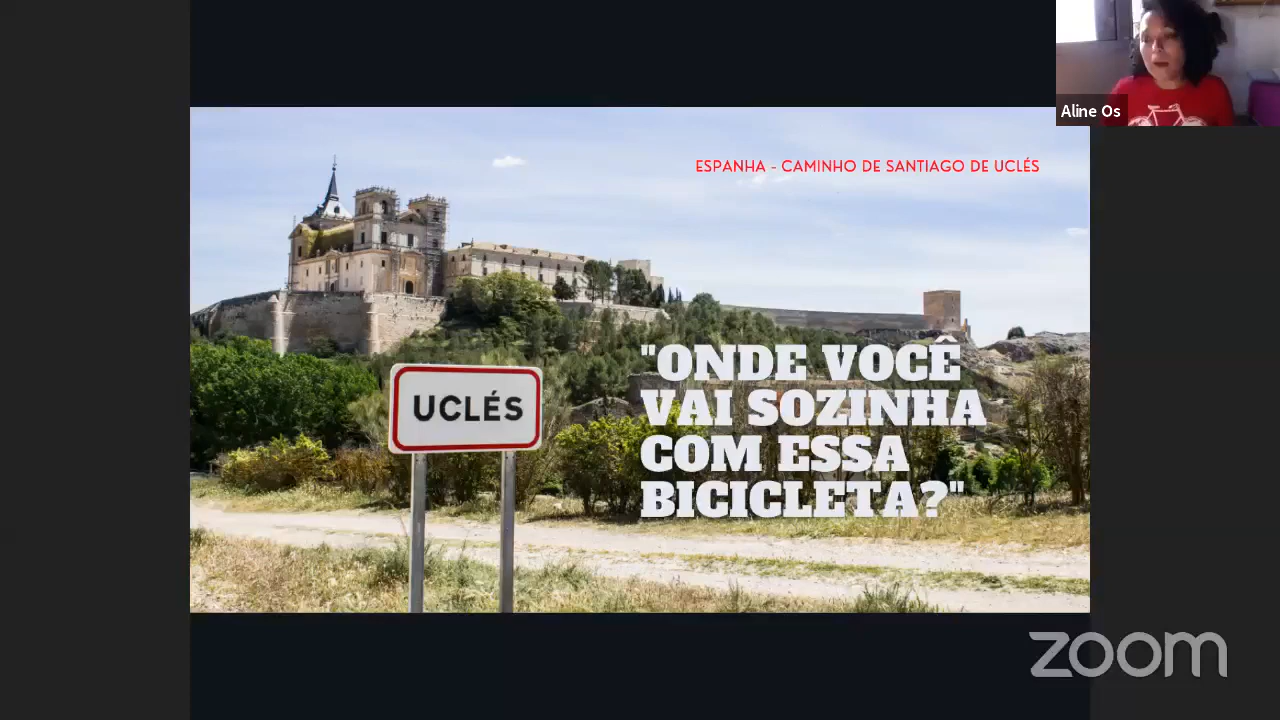 Aline Os
ESPANHA - CAMINHO DE SANTIAGO DE UCLÉS
"ONDE VOCÊ
VAI SOZINHA
COM ESSA
BICICLETA?"
UCLÉS
zoom